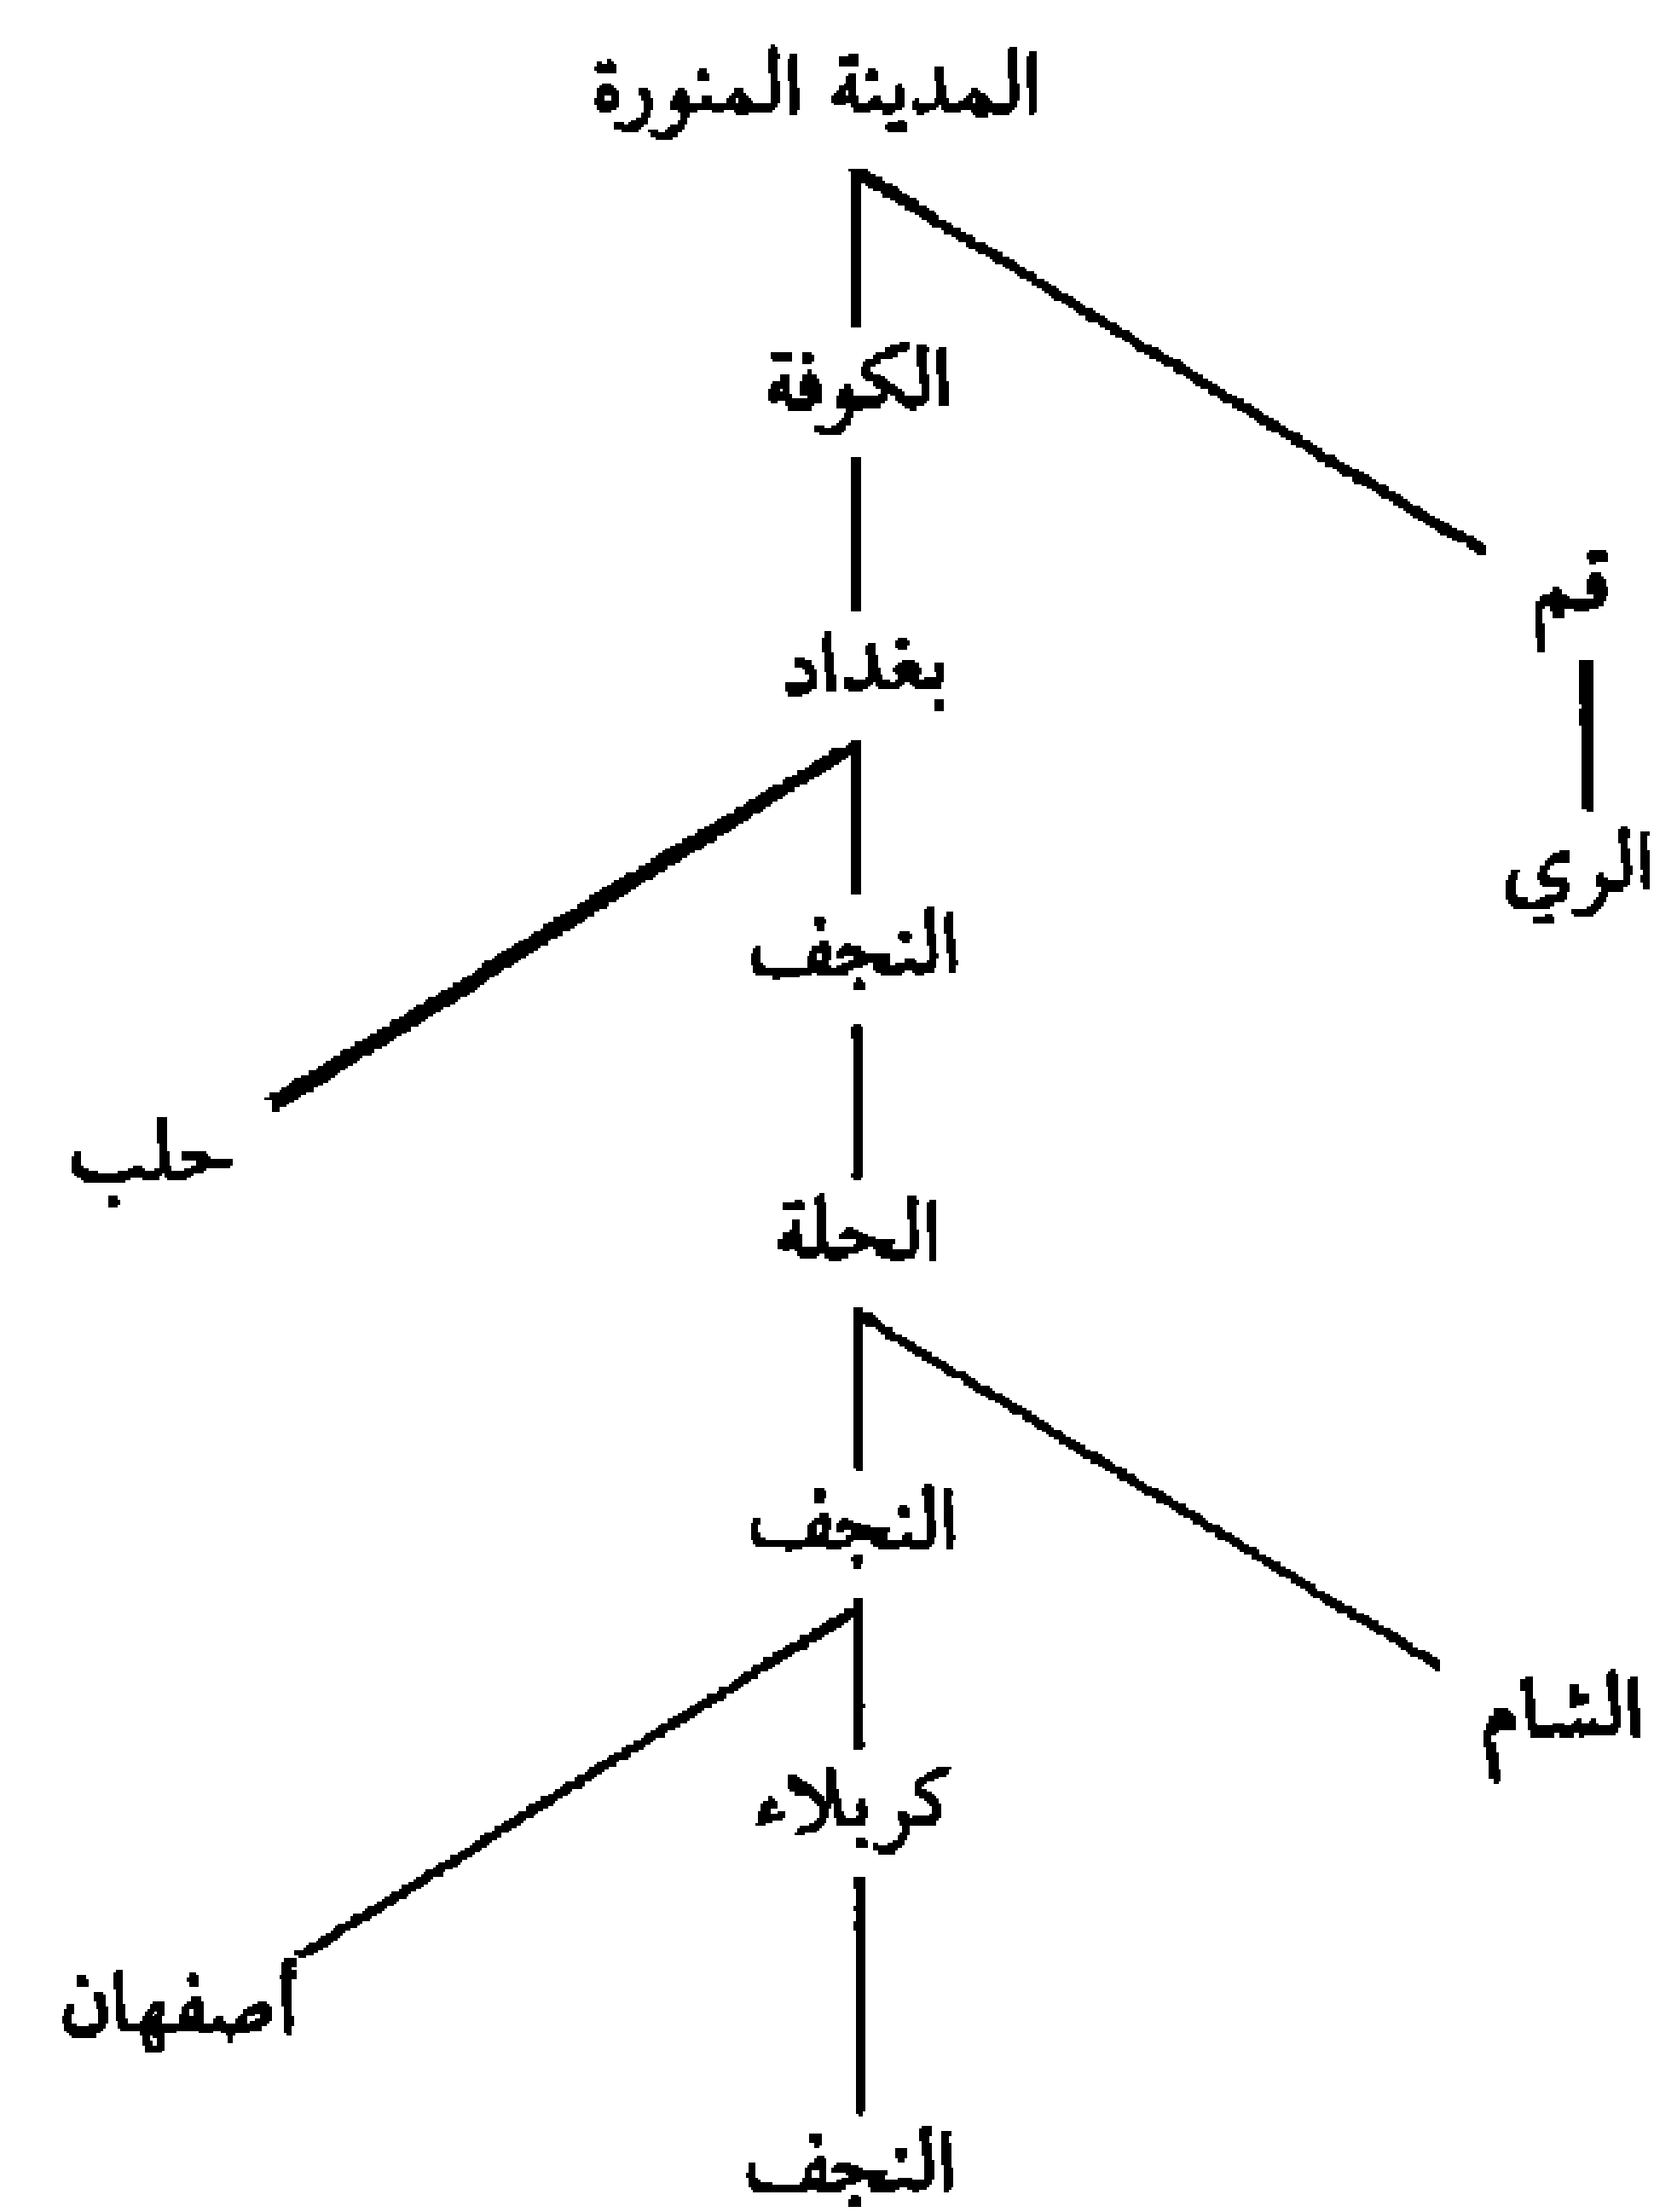 المدينة المنورة
الكوفة
قم
بغداد
الري
النجف
حلب
الحلة
النجف
الشام
كربلاء
أصفهان
النجف